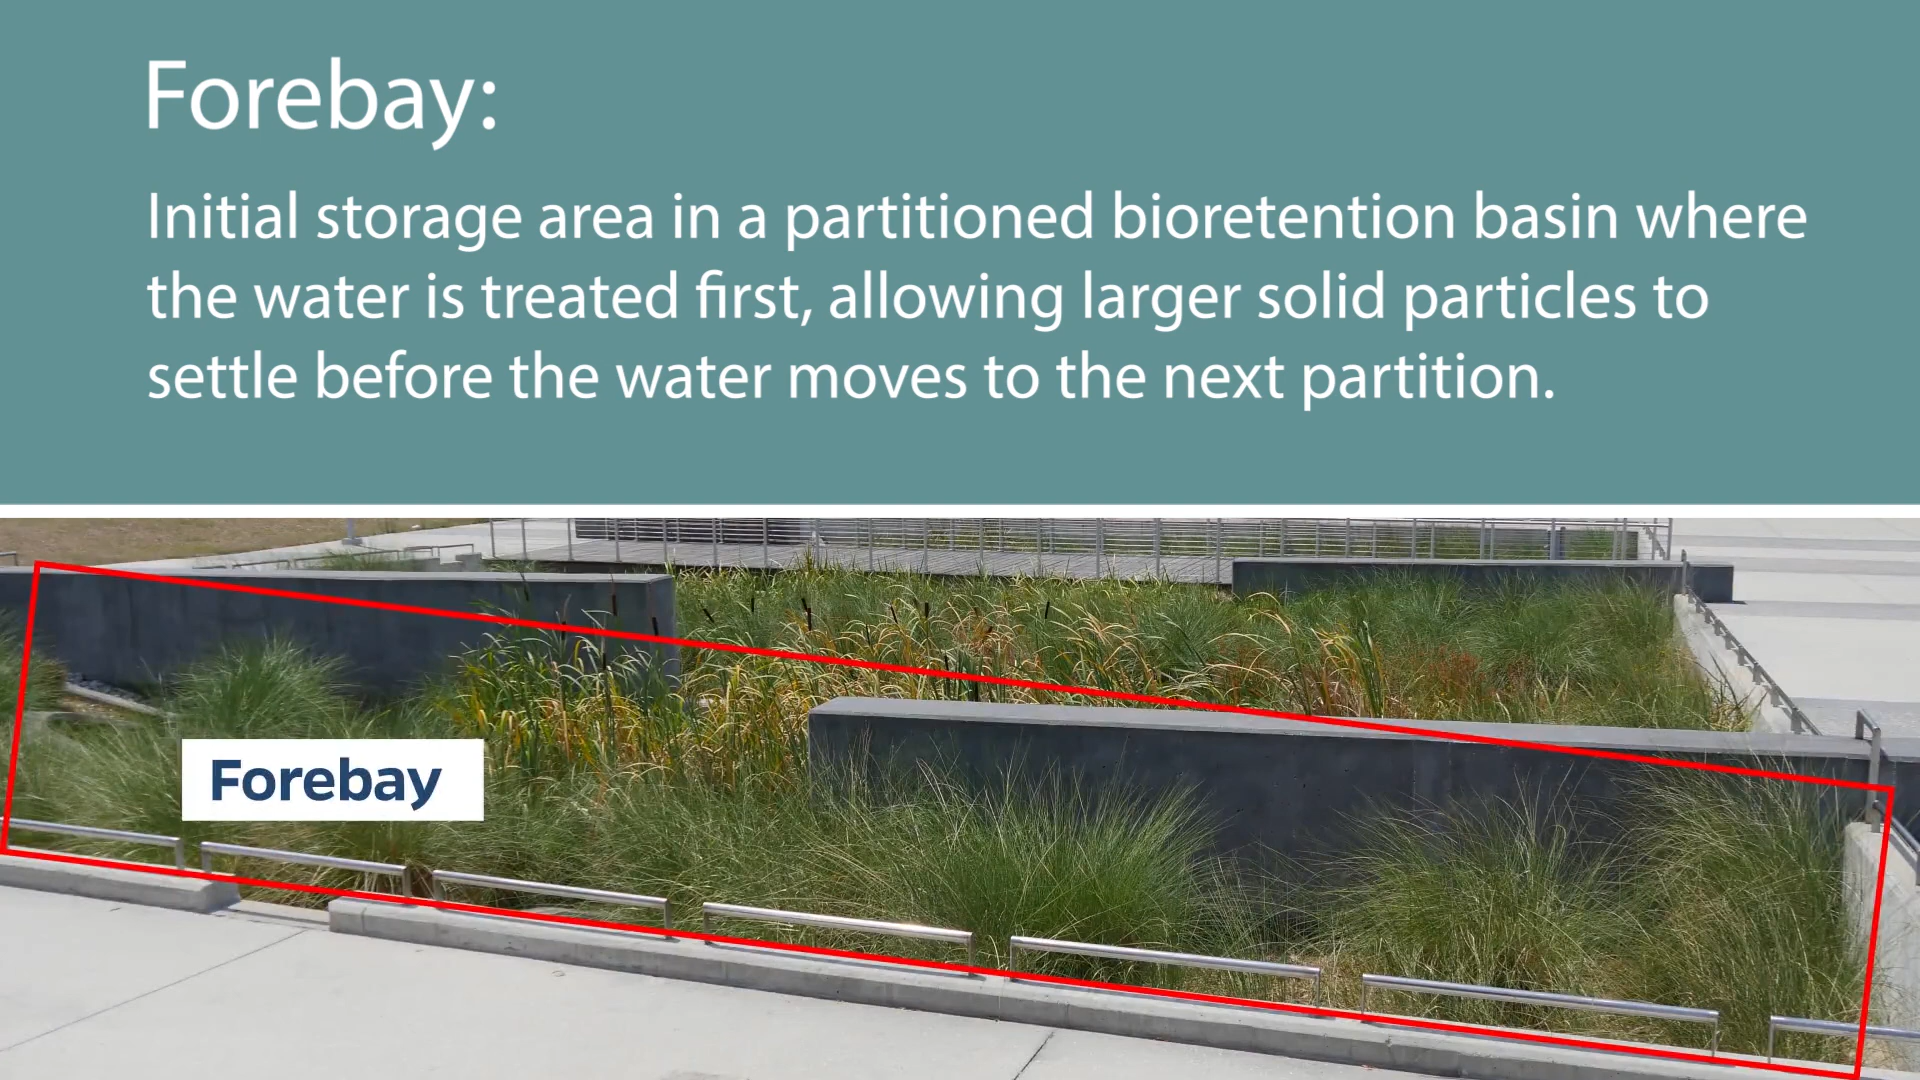 Forebay:
Initial storage area in a partitioned bioretention basin where
the water is treated first, allowing larger solid particles to
settle before the water moves to the next partition.
Forebay